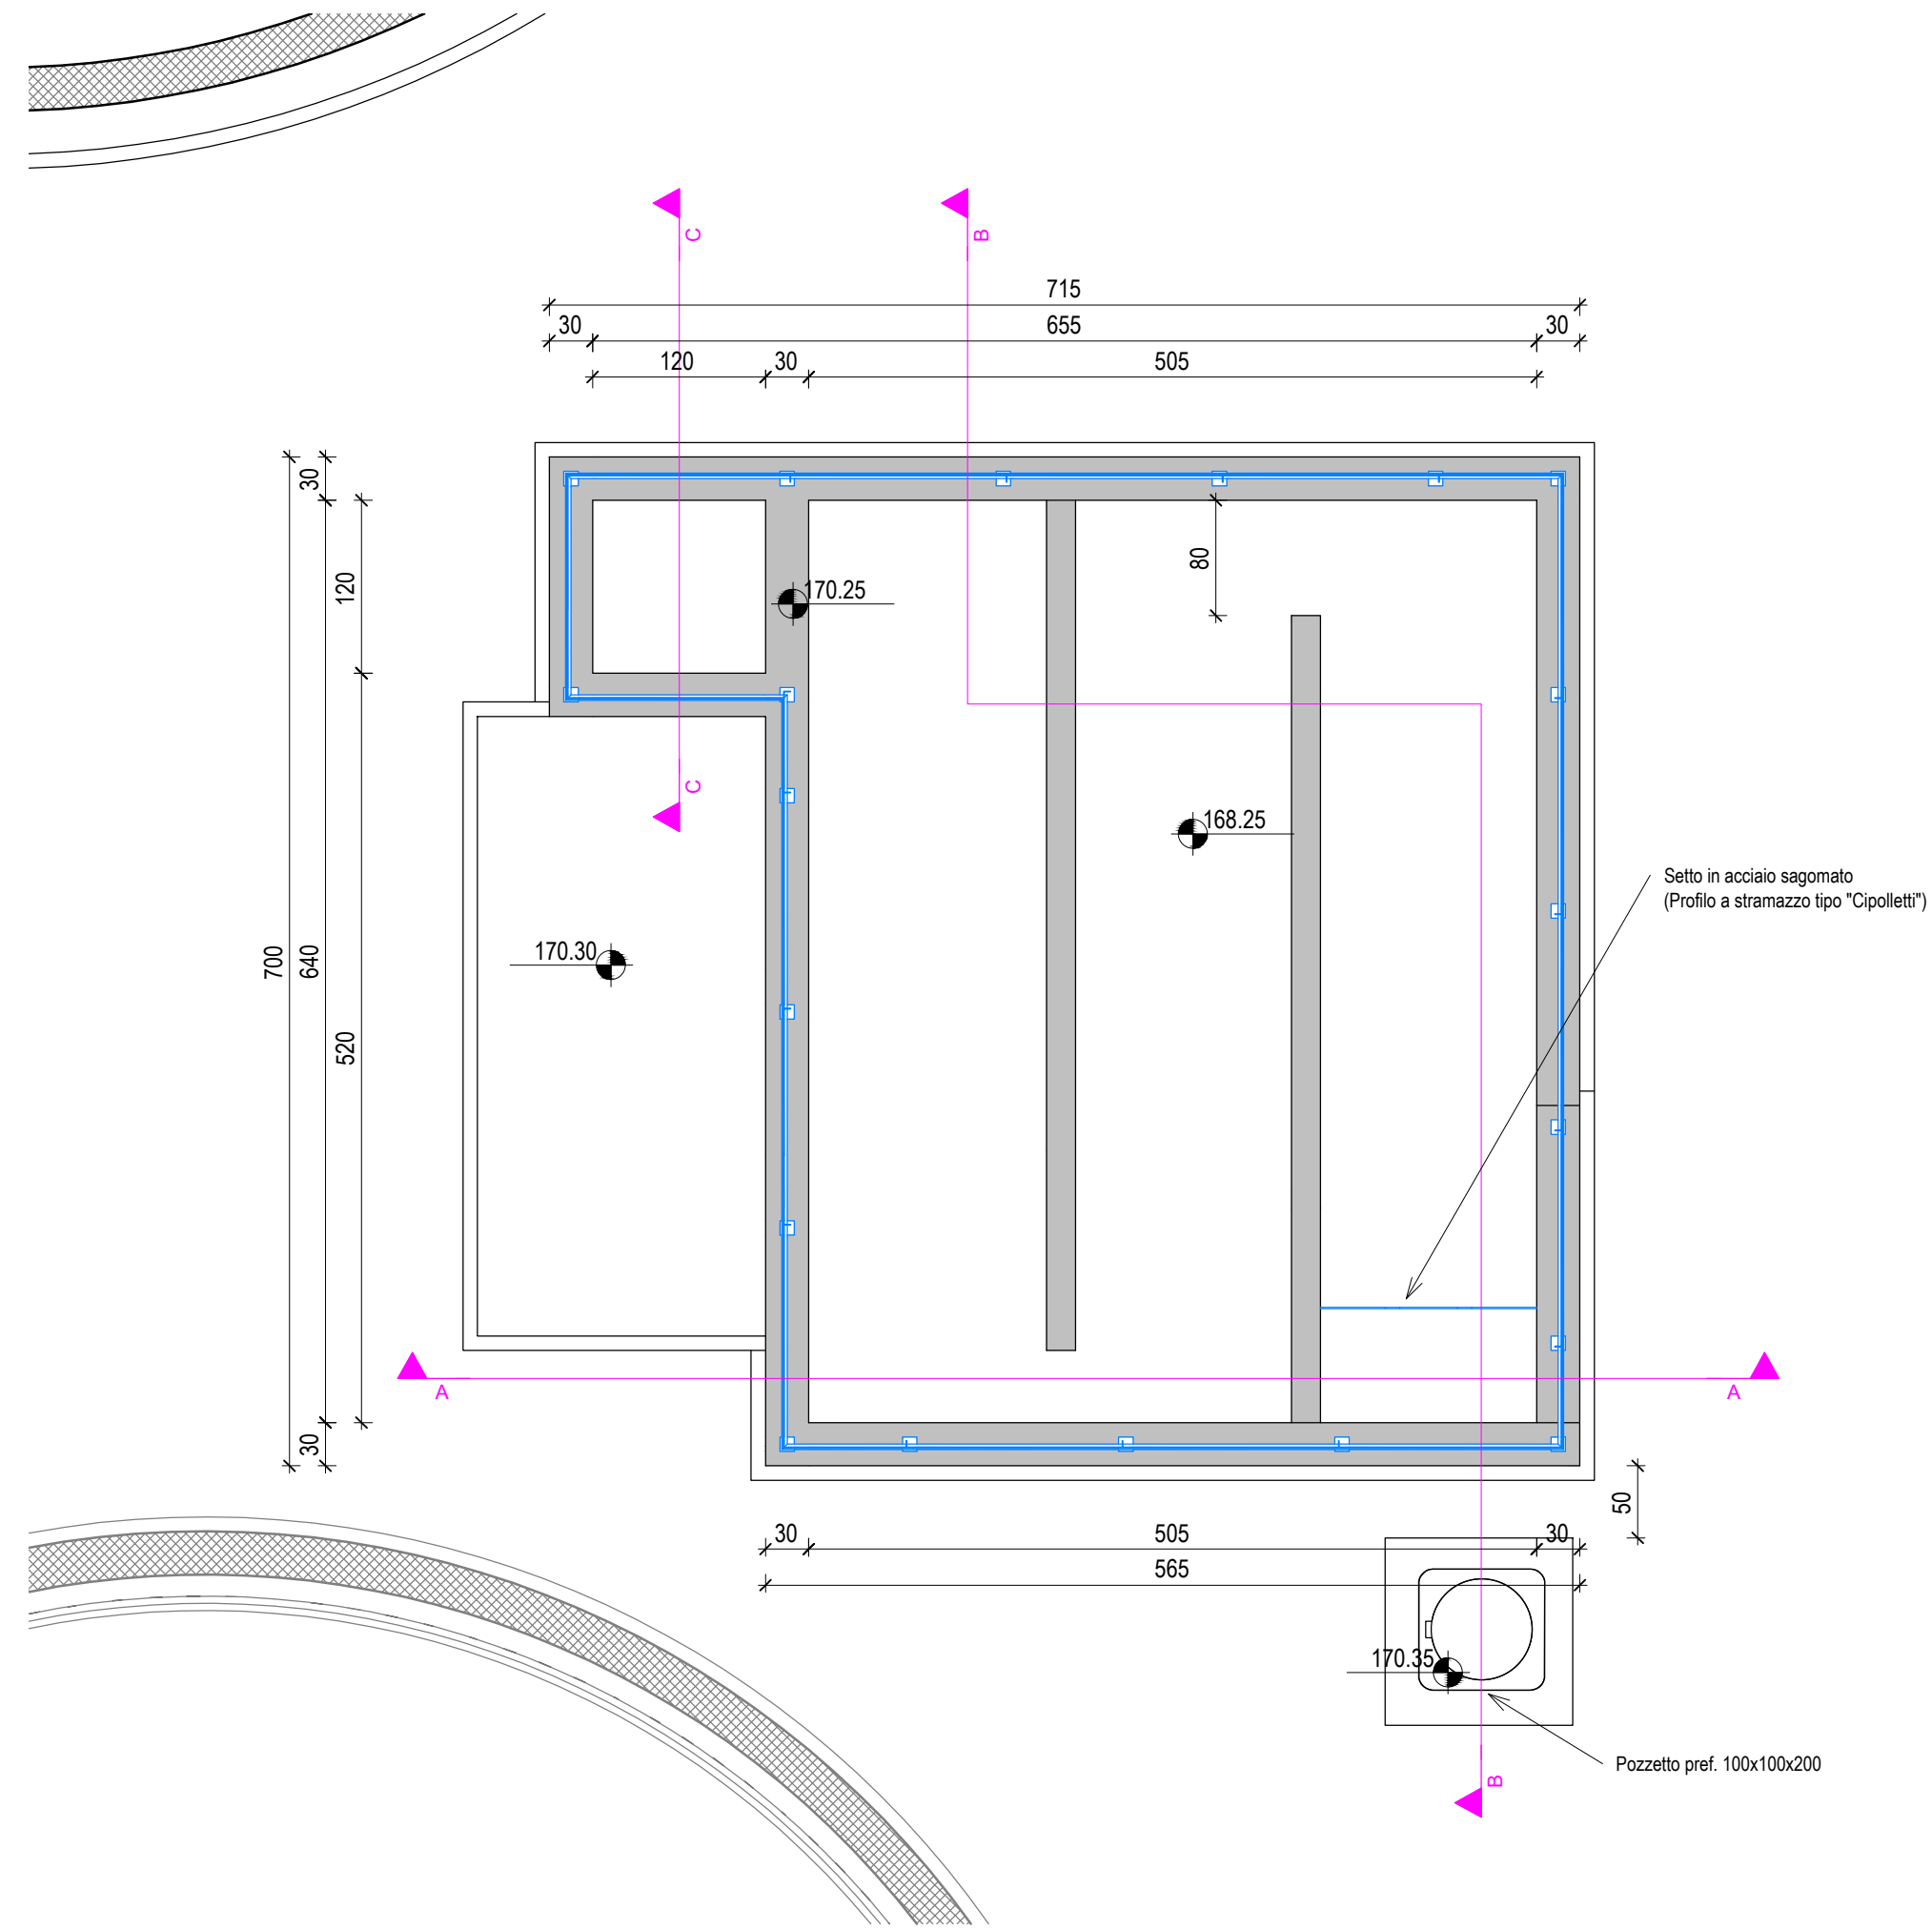 C
B
715
30
655
30
120
30
505
30
120
80
170.25
168.25
C
Setto in acciaio sagomato
(Profilo a stramazzo tipo "Cipolletti")
170.30
700
640
520
A
A
30
50
30
505
30
565
170.35
Pozzetto pref. 100x100x200
B